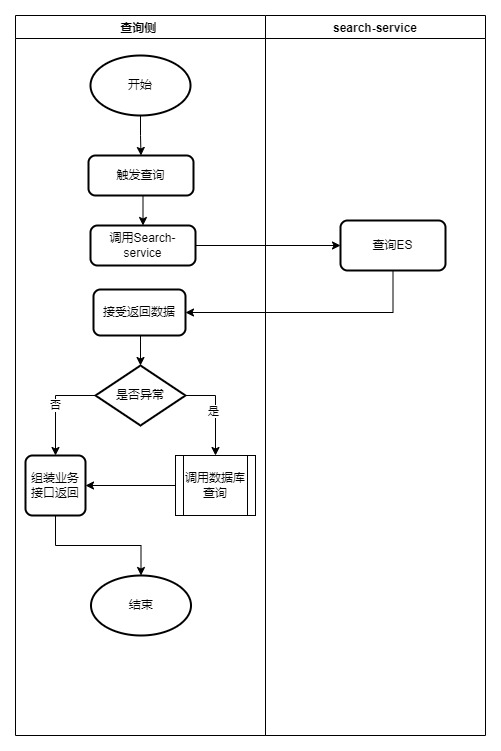 查询侧
search-service
开始
触发查询
调用Search-
service
查询ES
接受返回数据
是否异常
否
是
组装业务
接口返回
调用数据库
查询
结束